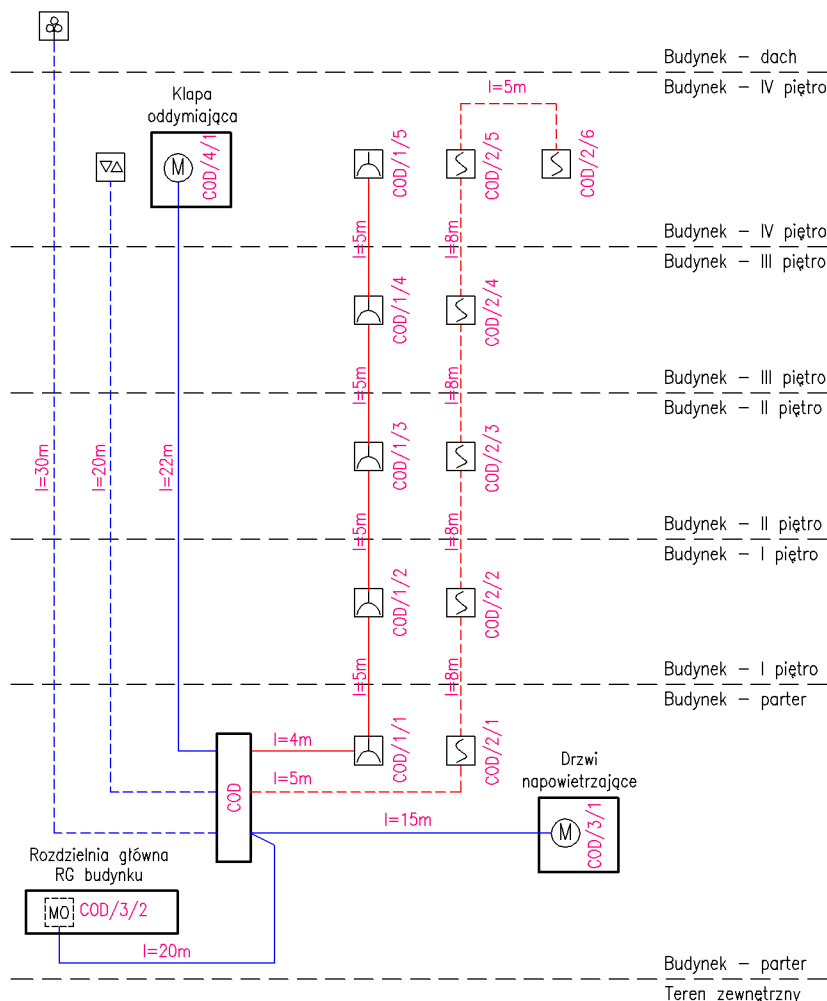 Budynek – dach
Budynek – IV piętro
l=5m
Klapa
oddymiająca
M
COD/4/1
COD/1/5
COD/2/5
COD/2/6
l=5m
l=8m
Budynek – IV piętro
Budynek – III piętro
COD/1/4
COD/2/4
l=5m
l=8m
Budynek – III piętro
Budynek – II piętro
l=30m
l=20m
l=22m
COD/1/3
COD/2/3
l=5m
l=8m
Budynek – II piętro
Budynek – I piętro
COD/1/2
COD/2/2
l=5m
l=8m
Budynek – I piętro
Budynek – parter
l=4m
COD/1/1
COD/2/1
l=5m
COD
Drzwi
napowietrzające
l=15m
M
COD/3/1
Rozdzielnia główna
RG budynku
MO
COD/3/2
l=20m
Budynek – parter
Teren zewnętrzny